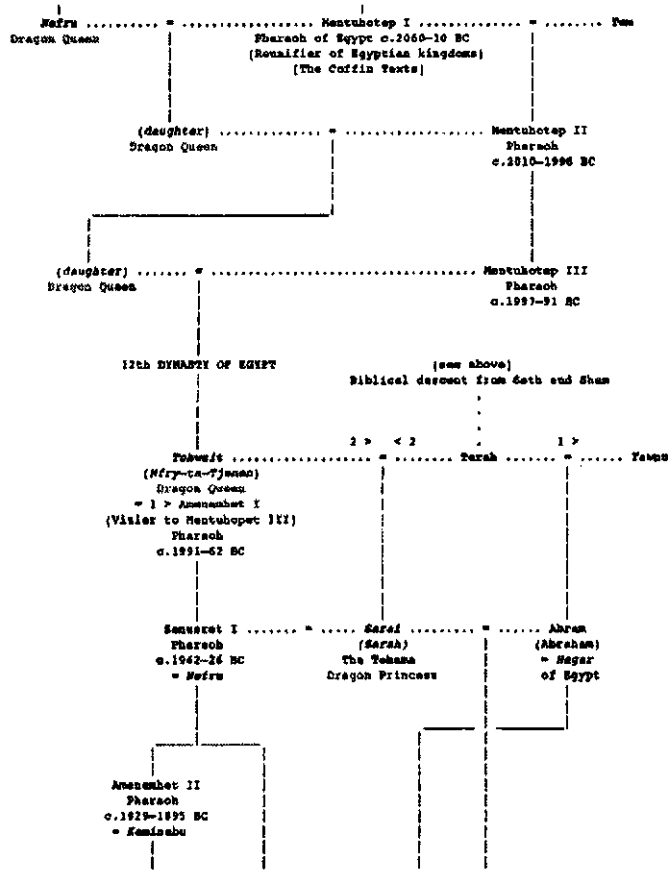 Nefru = Mentuhotep I = Tem
Dragon Queen Pharaoh of Egypt c.2060–10 BC
(Reunifier of Egyptian kingdoms)
[The Coffin Texts]
(daughter) = Mentuhotep II
Dragon Queen Pharaoh
c.2010–1998 BC
(daughter) = Mentuhotep III
Dragon Queen Pharaoh
c.1997–91 BC
12th DYNASTY OF EGYPT
(see above)
Biblical descent from Seth and Shem
2 > < 2 1 >
Tohwait = Terah =
(Nfry-ta-Tjenen)
Dragon Queen
= 1 > Amenemhet I
(Vizier to Mentuhopet III)
Pharaoh
c.1991–62 BC
Senusret I = Sarai = Abram
Pharaoh (Sarah) (Abraham)
c.1962–26 BC The Tohama = Hagar
= Nefru Dragon Princess of Egypt
Amenemhet II
Pharaoh
c.1929–1895 BC
= Keminebu